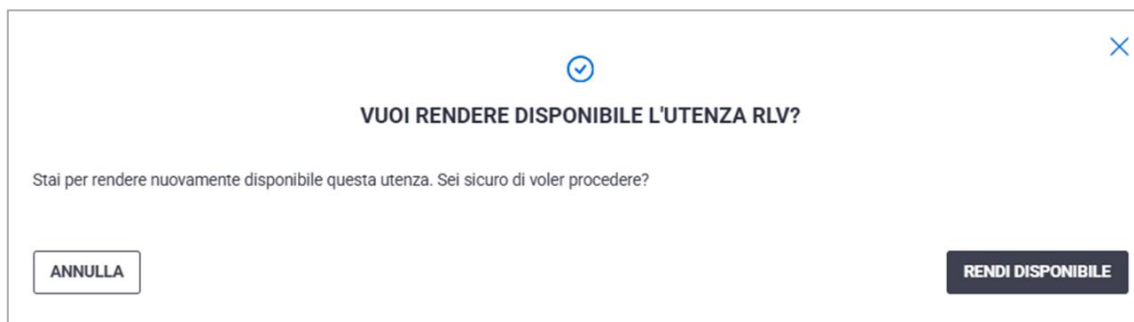 VUOI RENDERE DISPONIBILE L'UTENZA RLV?
Stai per rendere nuovamente disponibile questa utenza. Sei sicuro di voler procedere?
ANNULLA
RENDI DISPONIBILE